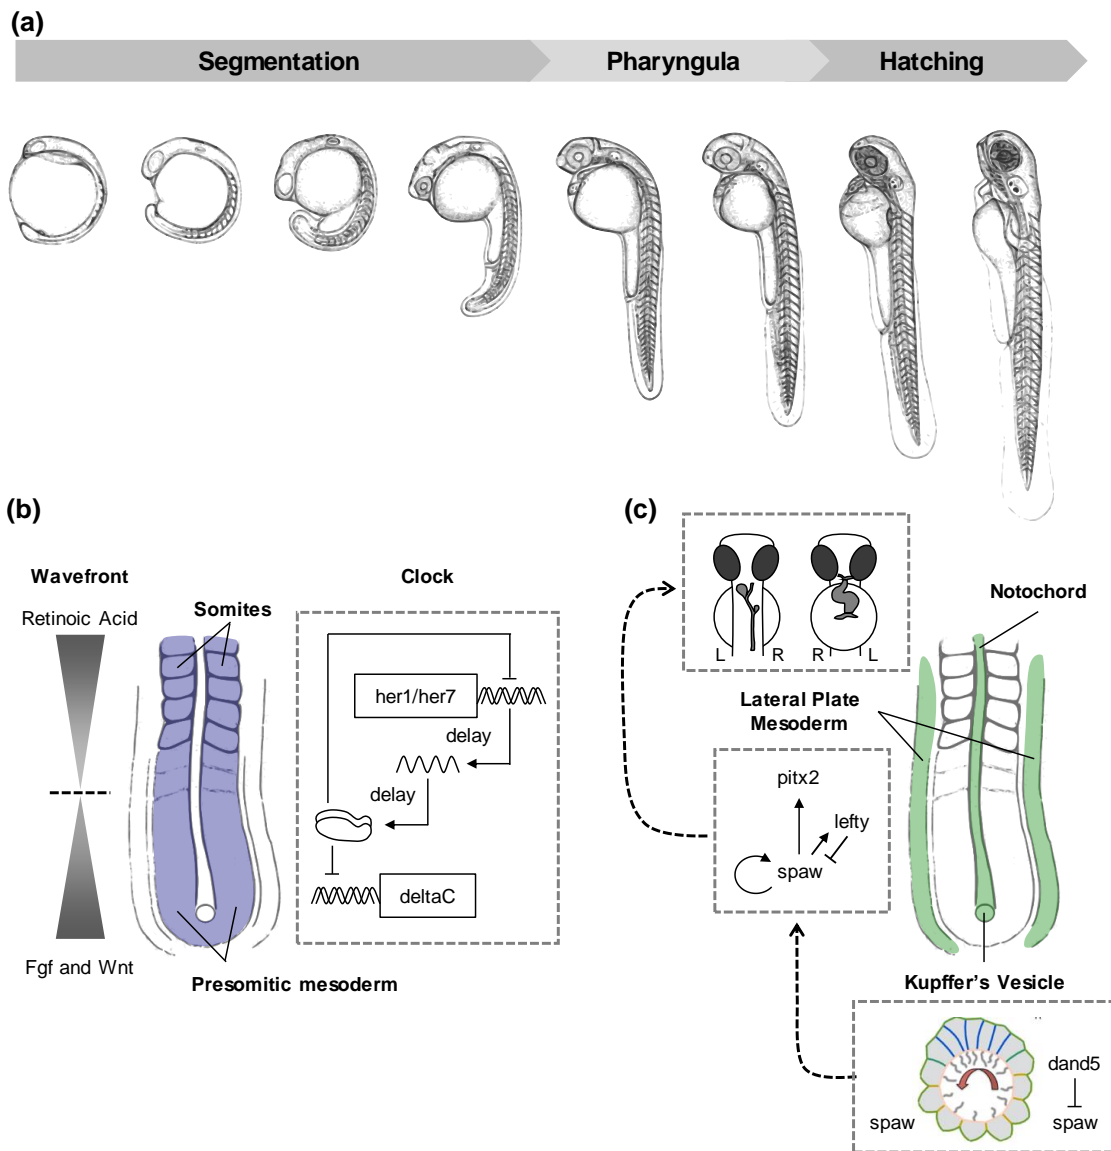 (a)
Segmentation
Pharyngula
Hatching
(b)
Wavefront
Retinoic Acid
Somites
Clock
her1/her7
delay
delay
deltaC
Fgf and Wnt
Presomitic mesoderm
(c)
L
R
R
L
Notochord
Lateral Plate
Mesoderm
pitx2
lefty
spaw
Kupffer's Vesicle
dand5
spaw
spaw